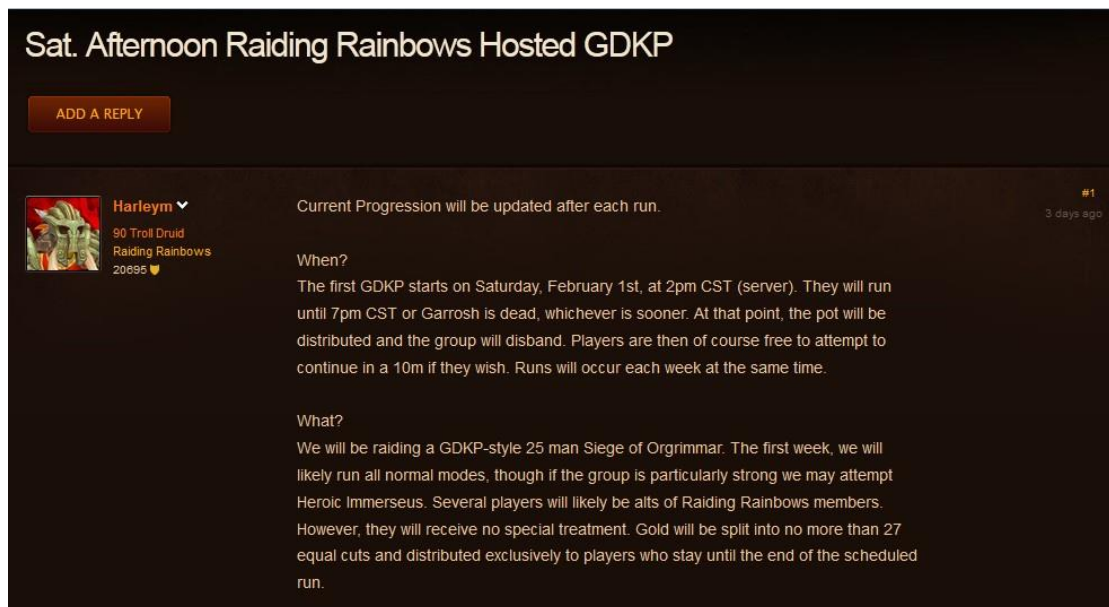 Sat. Afternoon Raiding Rainbows Hosted GDKP
ADD A REPLY
Harleym
90 Troll Druid
Raiding Rainbows
20695
#1
3 days ago
Current Progression will be updated after each run.
When?
The first GDKP starts on Saturday, February 1st, at 2pm CST (server). They will run
until 7pm CST or Garrosh is dead, whichever is sooner. At that point, the pot will be
distributed and the group will disband. Players are then of course free to attempt to
continue in a 10m if they wish. Runs will occur each week at the same time.
What?
We will be raiding a GDKP-style 25 man Siege of Orgrimmar. The first week, we will
likely run all normal modes, though if the group is particularly strong we may attempt
Heroic Immerseus. Several players will likely be alts of Raiding Rainbows members.
However, they will receive no special treatment. Gold will be split into no more than 27
equal cuts and distributed exclusively to players who stay until the end of the scheduled
run.